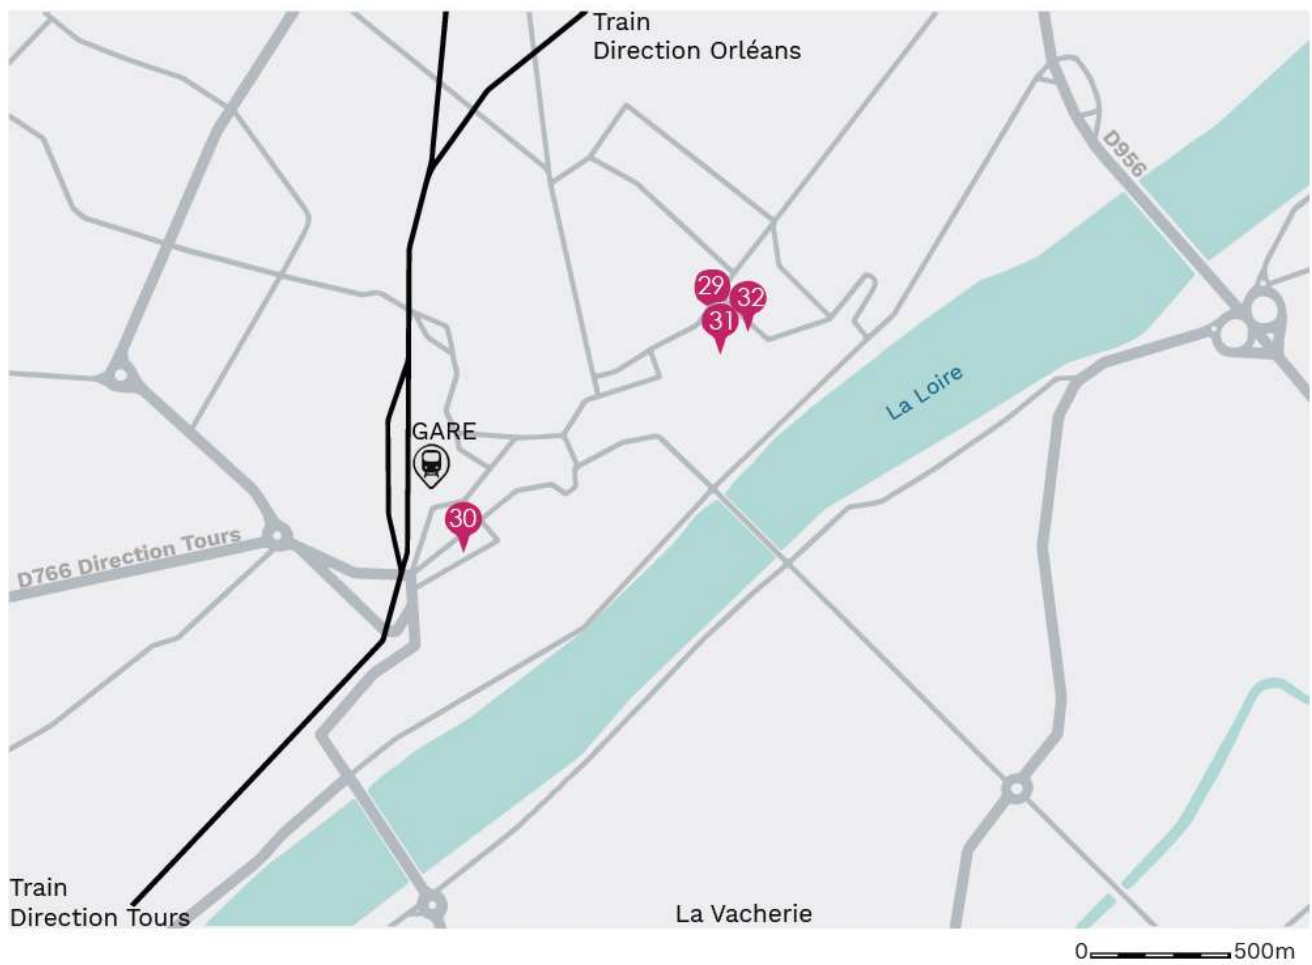 Train
Direction Orléans
D956
29
32
31
La Loire
GARE
30
D766 Direction Tours
Train
Direction Tours
La Vacherie
0 500m